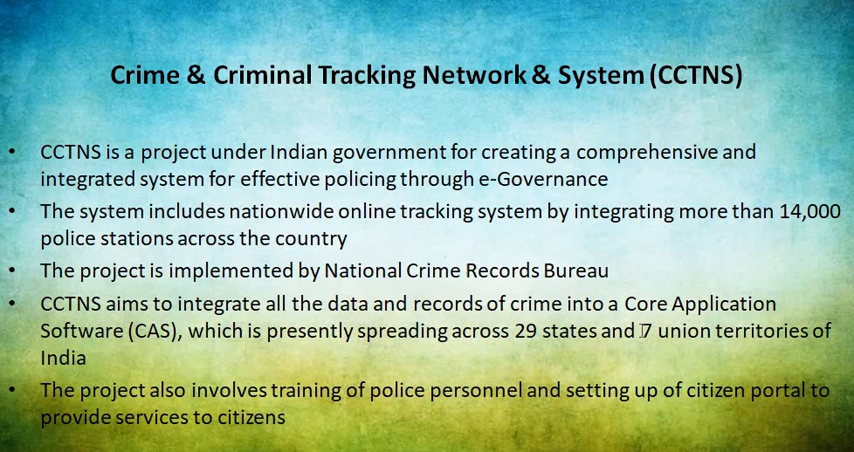 Crime & Criminal Tracking Network & System (CCTNS)
• CCTNS is a project under Indian government for creating a comprehensive and
integrated system for effective policing through e-Governance
• The system includes nationwide online tracking system by integrating more than 14,000
police stations across the country
• The project is implemented by National Crime Records Bureau
• CCTNS aims to integrate all the data and records of crime into a Core Application
Software (CAS), which is presently spreading across 29 states and 7 union territories of
India
• The project also involves training of police personnel and setting up of citizen portal to
provide services to citizens